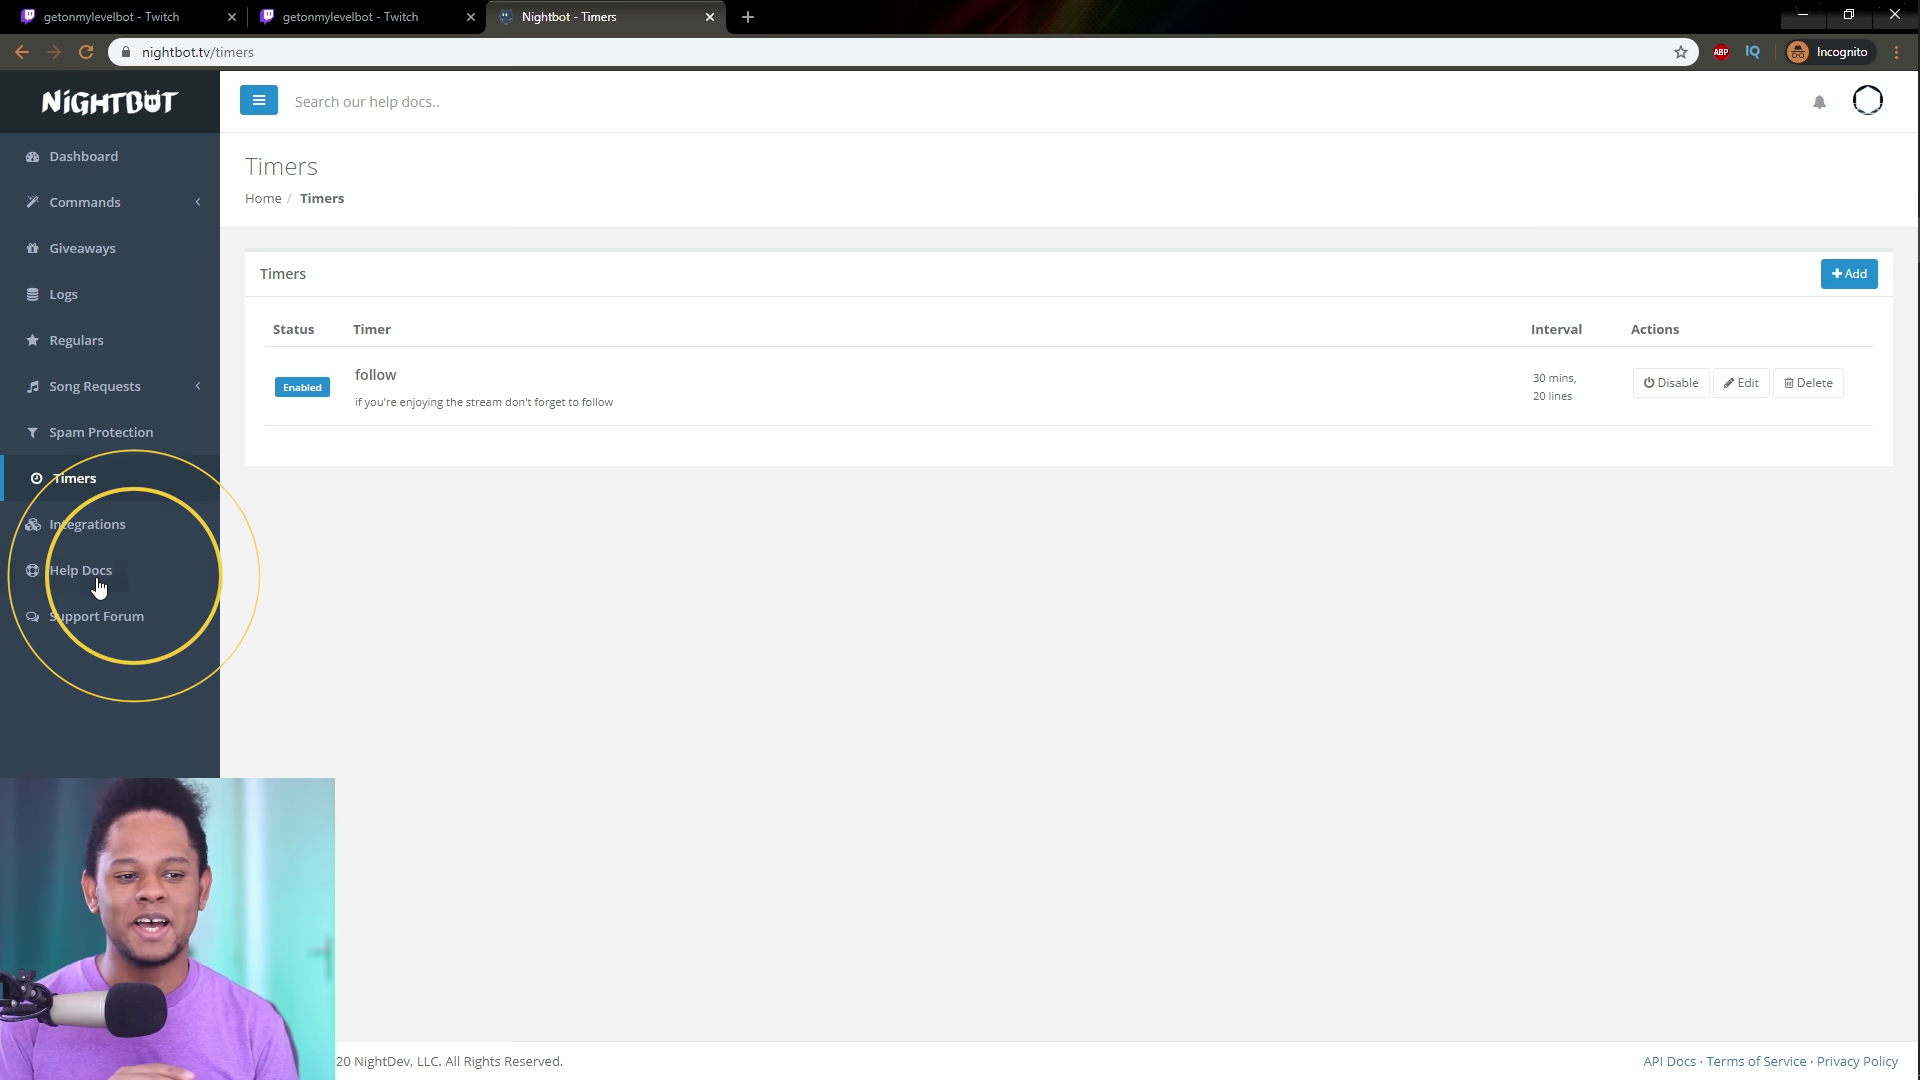 getonmylevelbot - Twitch
getonmylevelbot - Twitch
Nightbot - Timers
nightbot.tv/timers
ABP
IQ
Incognito
NIGHTBOT
Search our help docs..
Dashboard
Commands
Giveaways
Logs
Regulars
Song Requests
Spam Protection
Timers
Integrations
Help Docs
Support Forum
Timers
Home / Timers
Timers
+ Add
Status Timer Interval Actions
Enabled
follow
if you're enjoying the stream don't forget to follow
30 mins,
20 lines
Disable Edit Delete
20 NightDev, LLC. All Rights Reserved.
API Docs · Terms of Service · Privacy Policy